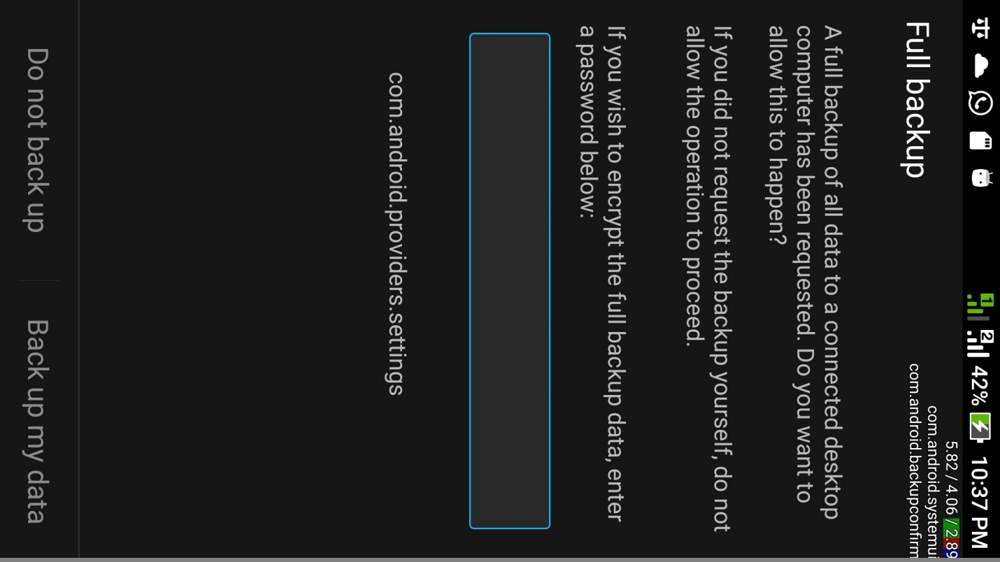 1 2 42% 10:37 PM
5.82 / 4.06 / 2.89
com.android.systemui
com.android.backupconfirm
Full backup
A full backup of all data to a connected desktop
computer has been requested. Do you want to
allow this to happen?
If you did not request the backup yourself, do not
allow the operation to proceed.
If you wish to encrypt the full backup data, enter
a password below:
com.android.providers.settings
Do not back up
Back up my data